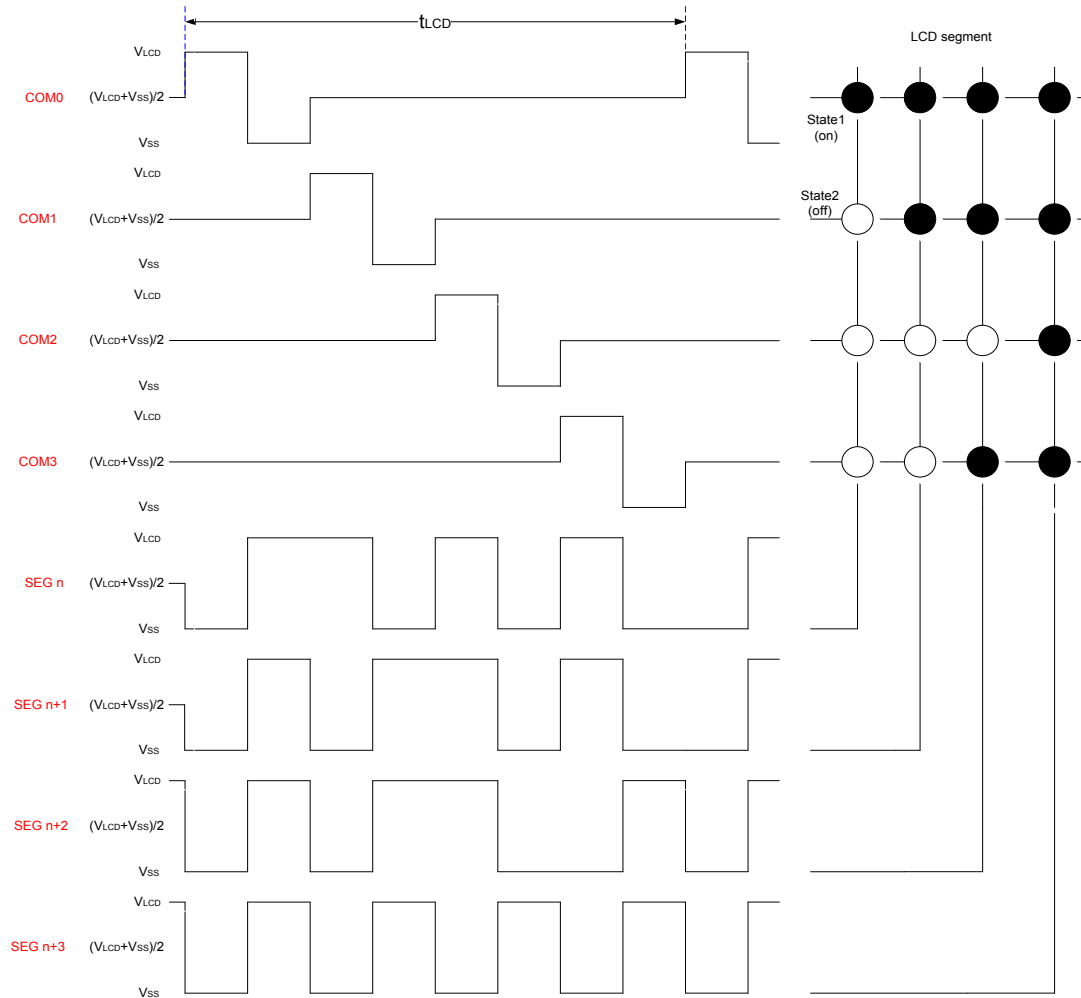 tLCD
LCD segment
VLCD
COM0 (VLCD+VSS)/2
VSS
State1
(on)
VLCD
COM1 (VLCD+VSS)/2
VSS
State2
(off)
VLCD
COM2 (VLCD+VSS)/2
VSS
VLCD
COM3 (VLCD+VSS)/2
VSS
VLCD
SEG n (VLCD+VSS)/2
VSS
VLCD
SEG n+1 (VLCD+VSS)/2
VSS
VLCD
SEG n+2 (VLCD+VSS)/2
VSS
VLCD
SEG n+3 (VLCD+VSS)/2
VSS